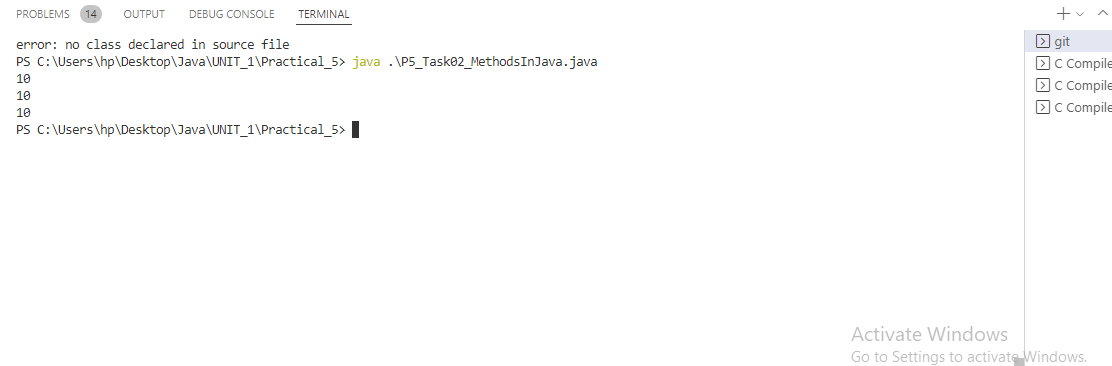 PROBLEMS 14 OUTPUT DEBUG CONSOLE TERMINAL
error: no class declared in source file
PS C:\Users\hp\Desktop\Java\UNIT_1\Practical_5> java .\P5_Task02_MethodsInJava.java
10
10
10
PS C:\Users\hp\Desktop\Java\UNIT_1\Practical_5>
git
C Compile
C Compile
C Compile
Activate Windows
Go to Settings to activate Windows.